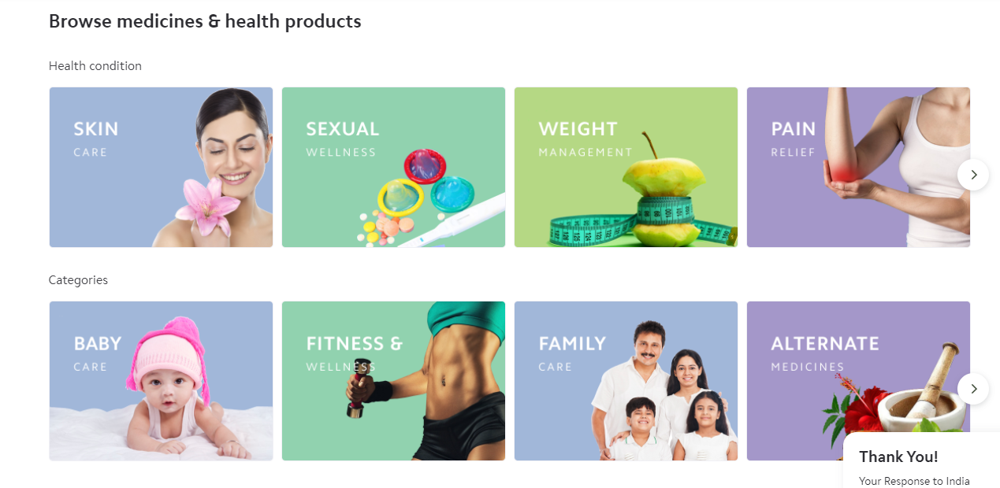 Browse medicines & health products
Health condition
SKIN
CARE
SEXUAL
WELLNESS
WEIGHT
MANAGEMENT
PAIN
RELIEF
Categories
BABY
CARE
FITNESS &
WELLNESS
FAMILY
CARE
ALTERNATE
MEDICINES
Thank You!
Your Response to India